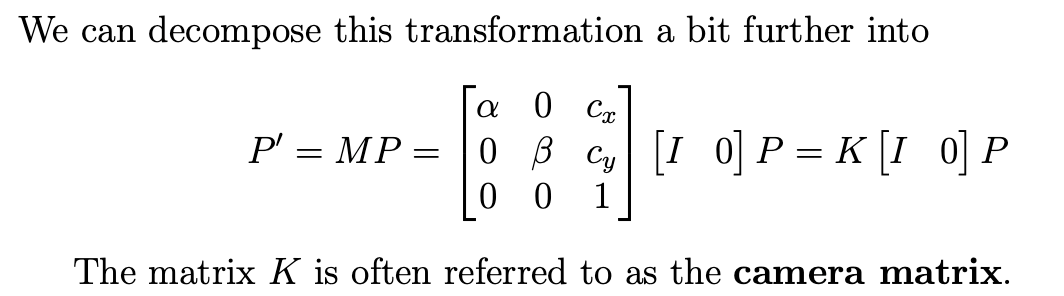 We can decompose this transformation a bit further into
P′ = MP = [α 0 c_x; 0 β c_y; 0 0 1] [I 0] P = K [I 0] P
The matrix K is often referred to as the camera matrix.